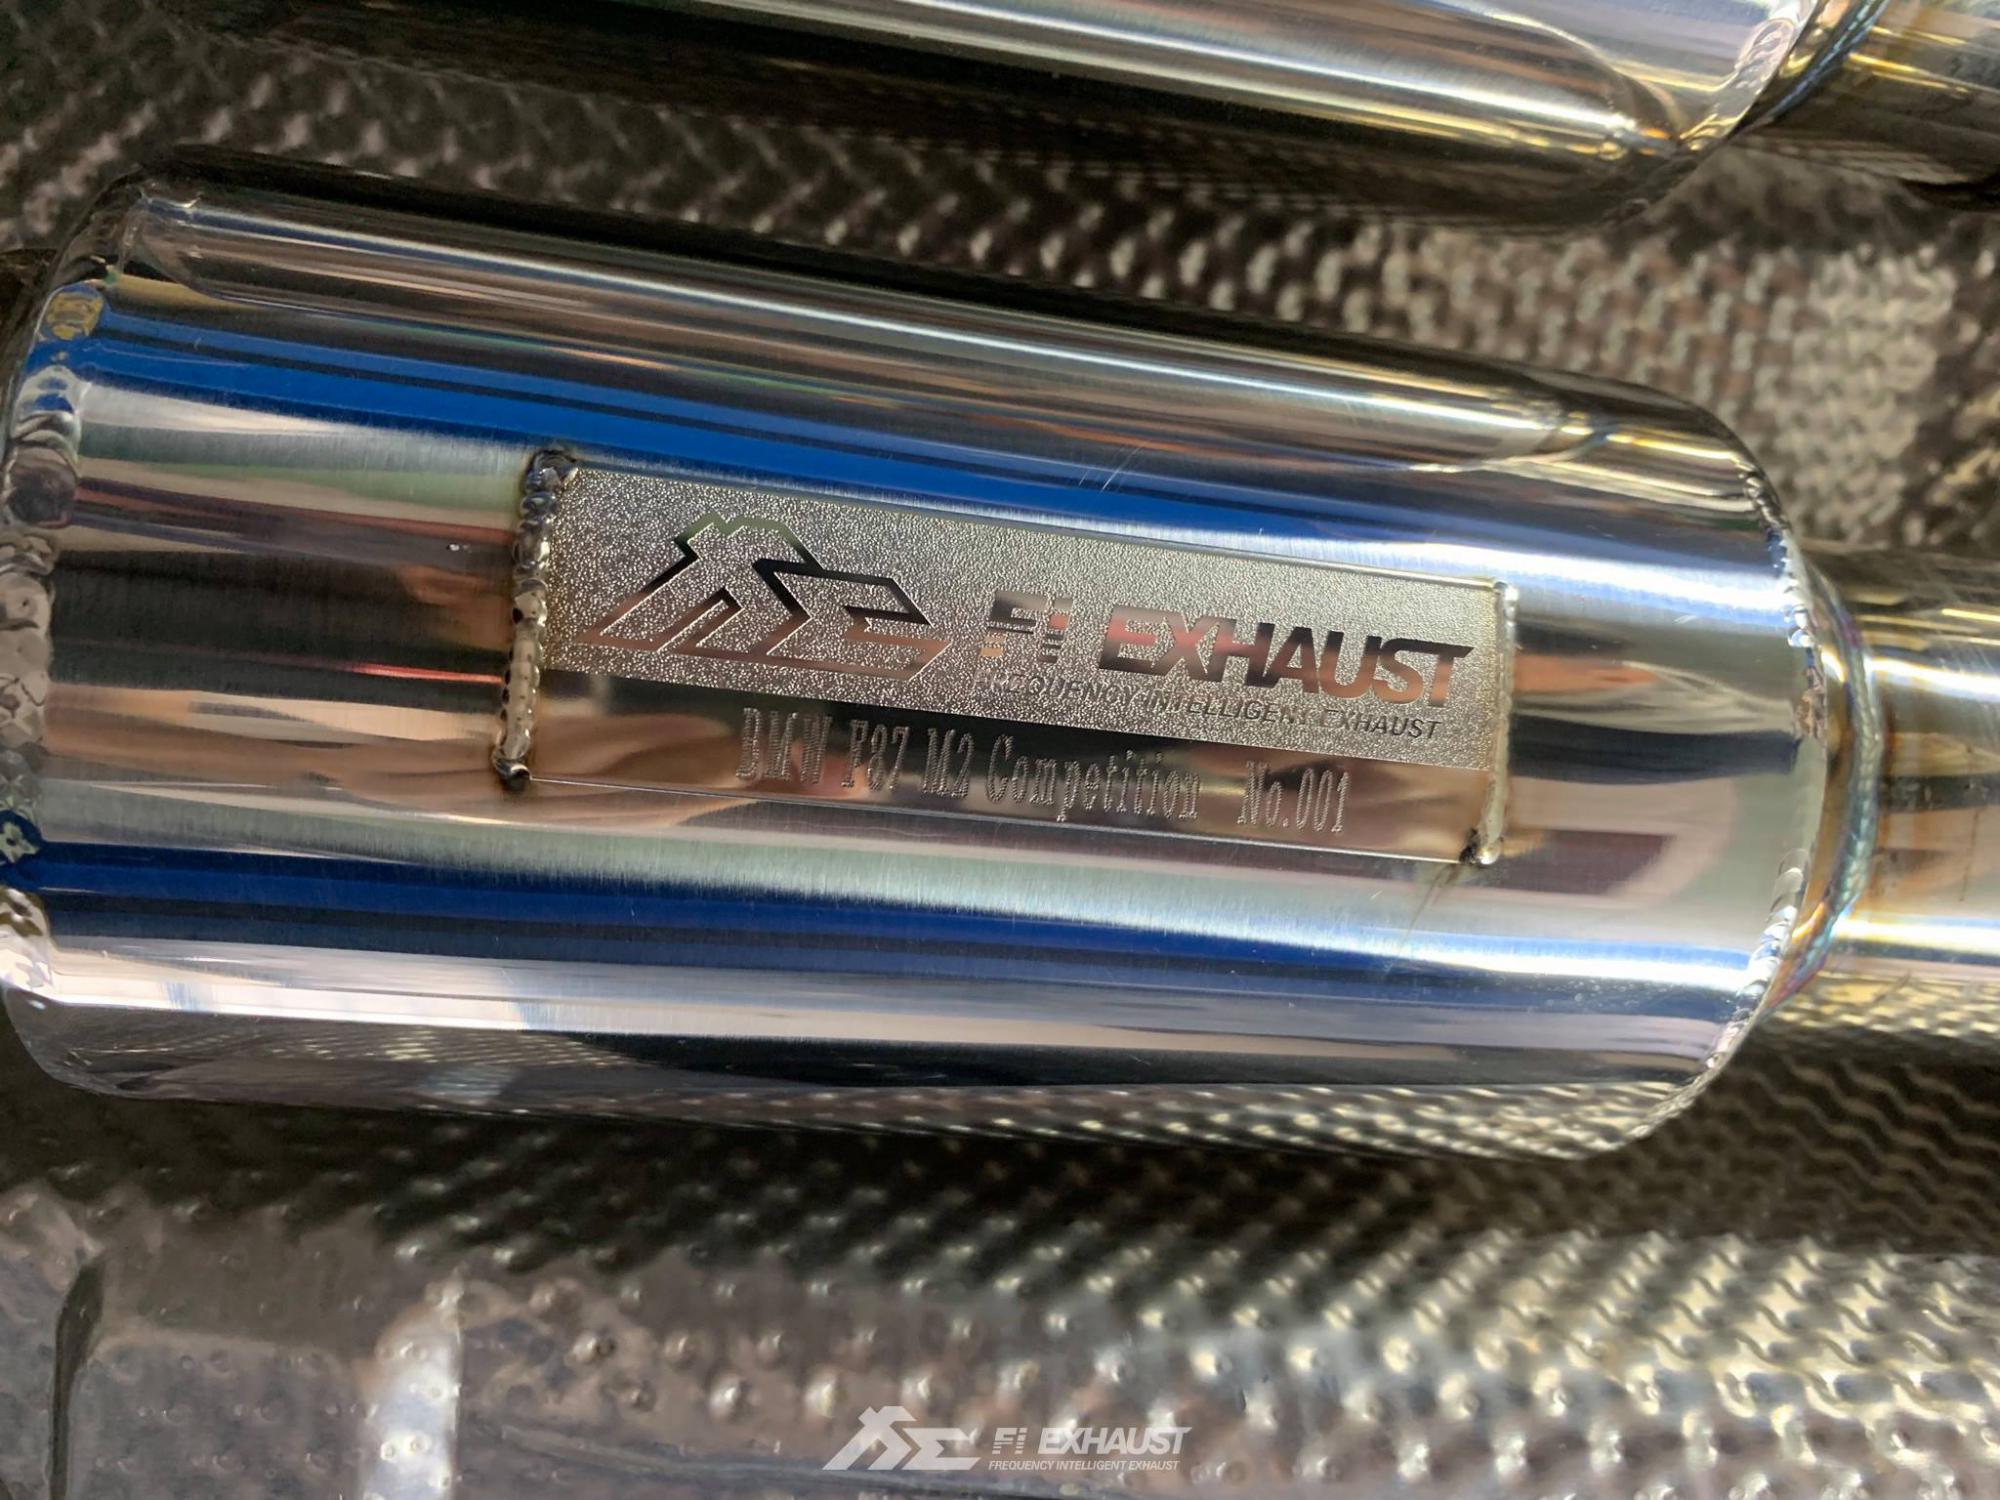 Fi EXHAUST
FREQUENCY INTELLIGENT EXHAUST
BMW F87 M2 Competition No.001
Fi EXHAUST
FREQUENCY INTELLIGENT EXHAUST